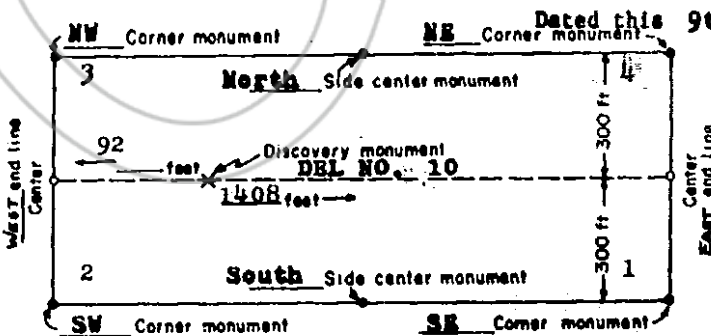 Dated this 9t
NW Corner monument NE Corner monument
3 North Side center monument 4
300 ft
92 feet Discovery monument
DEL NO. 10
1408 feet
WEST end line
Center
Center
EAST end line
300 ft
2 South Side center monument 1
SW Corner monument SE Corner monument